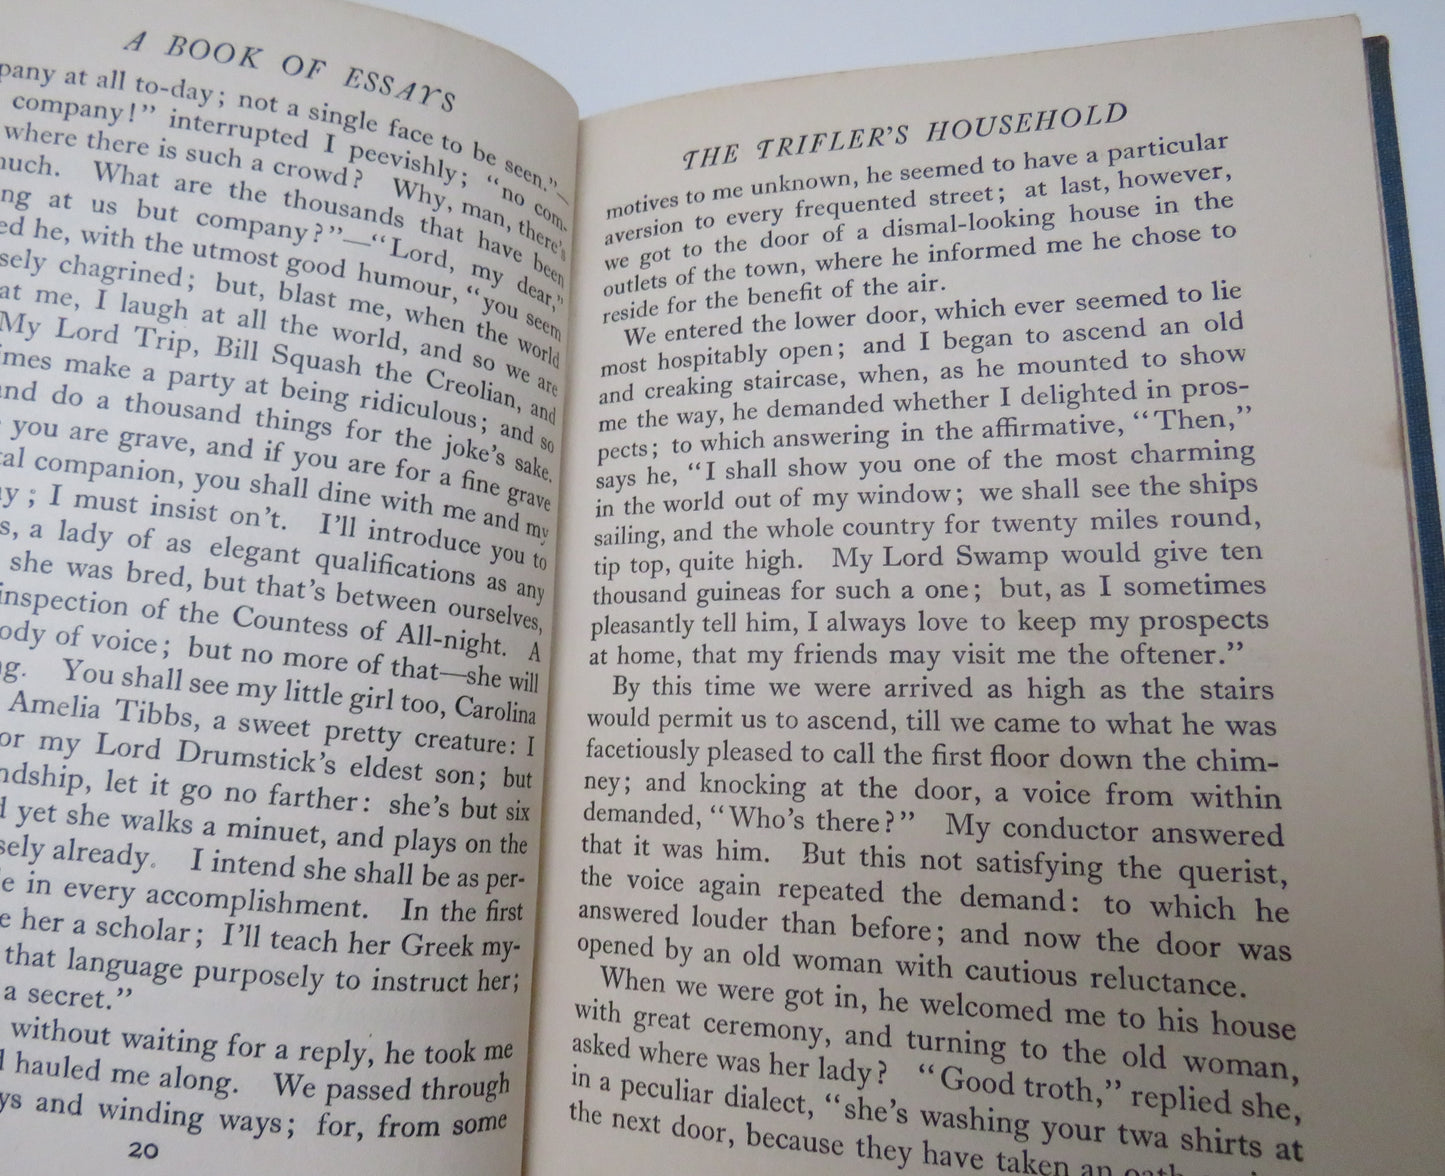 A BOOK OF ESSAYS
pany at all to-day; not a single face to be seen."—
company!" interrupted I peevishly; "no com-
where there is such a crowd? Why, man, there's
much. What are the thousands that have been
ng at us but company?"—"Lord, my dear,"
ed he, with the utmost good humour, "you seem
sely chagrined; but, blast me, when the world
at me, I laugh at all the world, and so we are
My Lord Trip, Bill Squash the Creolian, and
imes make a party at being ridiculous; and so
and do a thousand things for the joke's sake.
you are grave, and if you are for a fine grave
tal companion, you shall dine with me and my
y; I must insist on't. I'll introduce you to
s, a lady of as elegant qualifications as any
she was bred, but that's between ourselves,
inspection of the Countess of All-night. A
ody of voice; but no more of that—she will
ng. You shall see my little girl too, Carolina
Amelia Tibbs, a sweet pretty creature: I
or my Lord Drumstick's eldest son; but
ndship, let it go no farther: she's but six
d yet she walks a minuet, and plays on the
sely already. I intend she shall be as per-
e in every accomplishment. In the first
e her a scholar; I'll teach her Greek my-
that language purposely to instruct her;
a secret."
without waiting for a reply, he took me
d hauled me along. We passed through
ys and winding ways; for, from some
20
THE TRIFLER'S HOUSEHOLD
motives to me unknown, he seemed to have a particular
aversion to every frequented street; at last, however,
we got to the door of a dismal-looking house in the
outlets of the town, where he informed me he chose to
reside for the benefit of the air.
We entered the lower door, which ever seemed to lie
most hospitably open; and I began to ascend an old
and creaking staircase, when, as he mounted to show
me the way, he demanded whether I delighted in pros-
pects; to which answering in the affirmative, "Then,"
says he, "I shall show you one of the most charming
in the world out of my window; we shall see the ships
sailing, and the whole country for twenty miles round,
tip top, quite high. My Lord Swamp would give ten
thousand guineas for such a one; but, as I sometimes
pleasantly tell him, I always love to keep my prospects
at home, that my friends may visit me the oftener."
By this time we were arrived as high as the stairs
would permit us to ascend, till we came to what he was
facetiously pleased to call the first floor down the chim-
ney; and knocking at the door, a voice from within
demanded, "Who's there?" My conductor answered
that it was him. But this not satisfying the querist,
the voice again repeated the demand: to which he
answered louder than before; and now the door was
opened by an old woman with cautious reluctance.
When we were got in, he welcomed me to his house
with great ceremony, and turning to the old woman,
asked where was her lady? "Good troth," replied she,
in a peculiar dialect, "she's washing your twa shirts at
the next door, because they have taken an oath